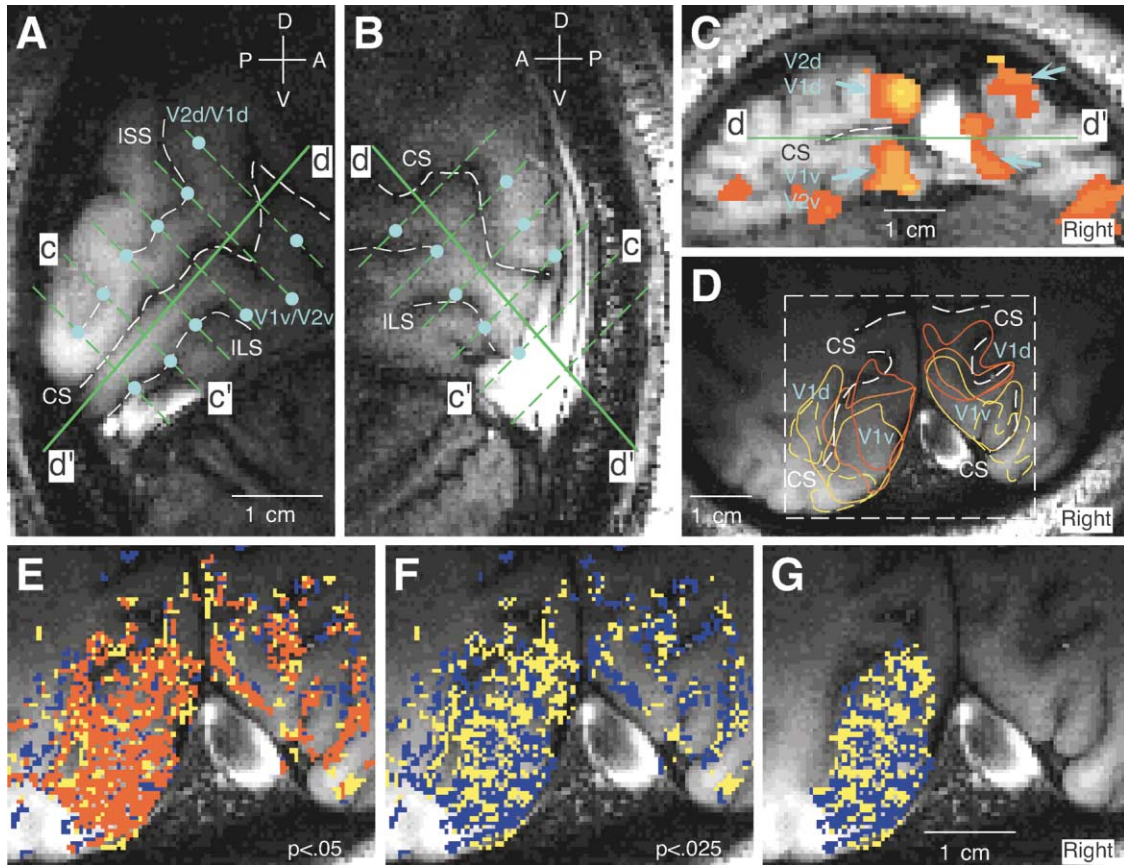 A
D
P A
V
V2d/V1d
ISS
d
c
V1v/V2v
ILS
CS
c'
d'
1 cm
B
D
A P
V
d
CS
c
ILS
c'
d'
C
V2d
V1d
d
d'
CS
V1v
V2v
1 cm
Right
D
CS
CS
CS
V1d
V1d
V1v
V1v
CS
CS
1 cm
Right
E
p<.05
F
p<.025
G
1 cm
Right